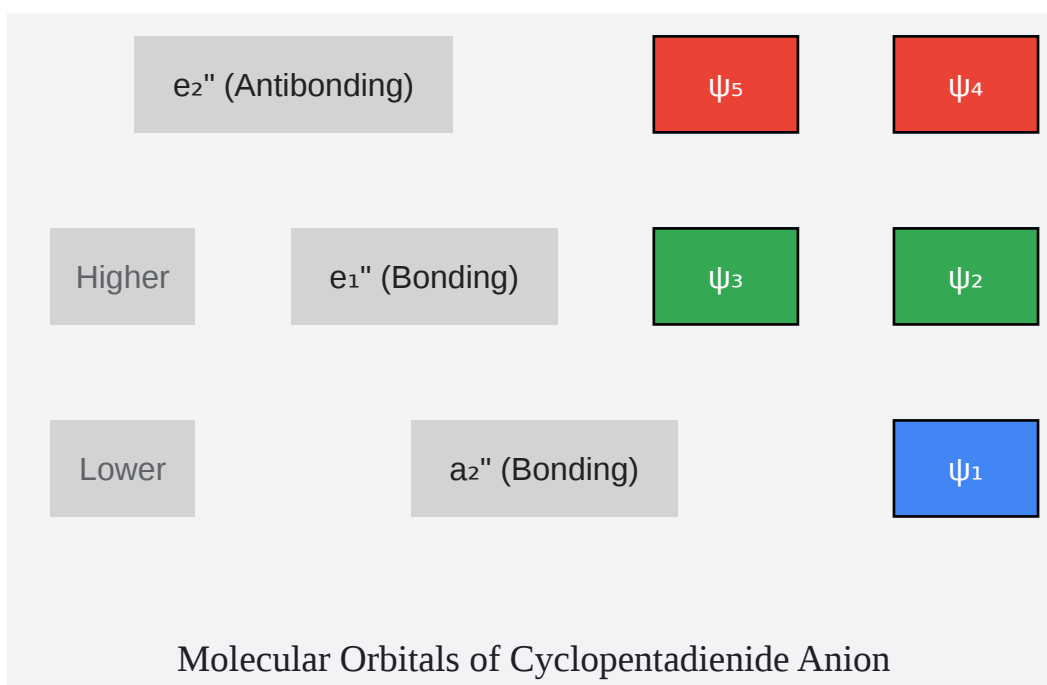 e₂" (Antibonding) ψ₅ ψ₄
Higher e₁" (Bonding) ψ₃ ψ₂
Lower a₂" (Bonding) ψ₁
Molecular Orbitals of Cyclopentadienide Anion